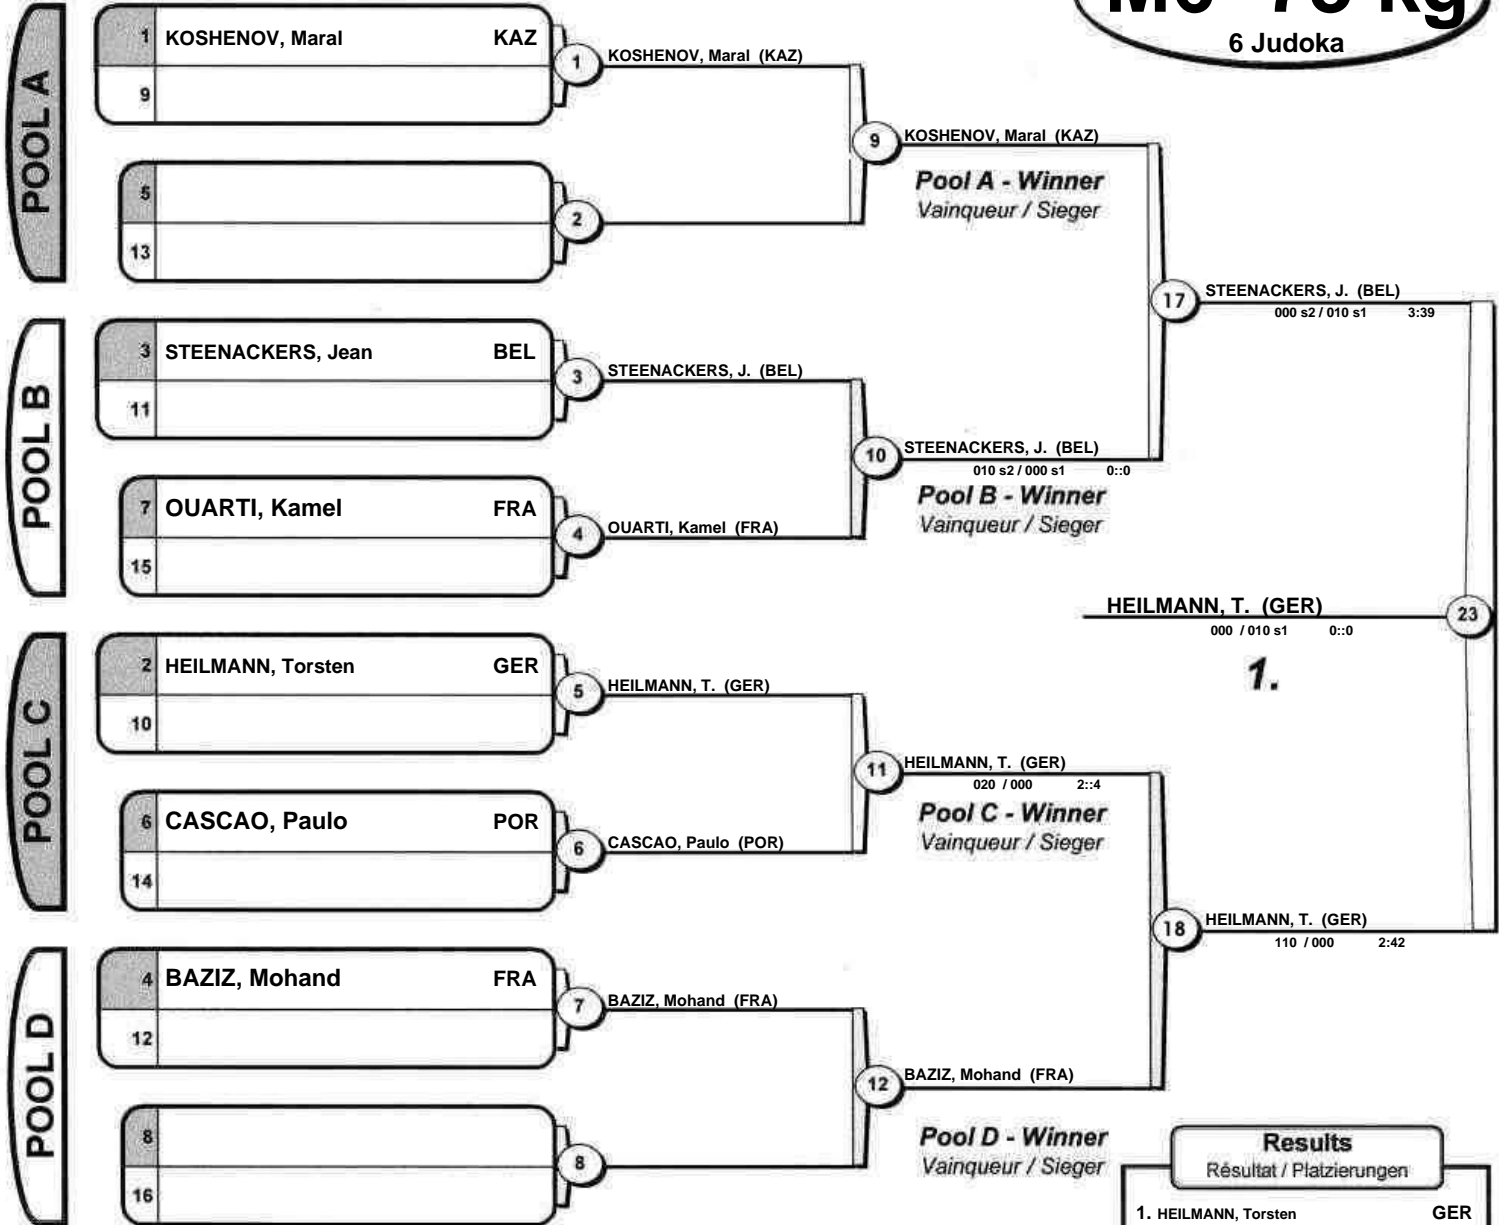 6 Judoka
POOL A
1 KOSHENOV, Maral KAZ
9
1
KOSHENOV, Maral (KAZ)
5
13
2
9
KOSHENOV, Maral (KAZ)
Pool A - Winner
Vainqueur / Sieger
POOL B
3 STEENACKERS, Jean BEL
11
3
STEENACKERS, J. (BEL)
7 OUARTI, Kamel FRA
15
4
OUARTI, Kamel (FRA)
10
STEENACKERS, J. (BEL)
010 s2 / 000 s1 0::0
Pool B - Winner
Vainqueur / Sieger
17
STEENACKERS, J. (BEL)
000 s2 / 010 s1 3:39
HEILMANN, T. (GER)
000 / 010 s1 0::0
23
1.
POOL C
2 HEILMANN, Torsten GER
10
5
HEILMANN, T. (GER)
6 CASCAO, Paulo POR
14
6
CASCAO, Paulo (POR)
11
HEILMANN, T. (GER)
020 / 000 2::4
Pool C - Winner
Vainqueur / Sieger
18
HEILMANN, T. (GER)
110 / 000 2:42
POOL D
4 BAZIZ, Mohand FRA
12
7
BAZIZ, Mohand (FRA)
8
16
8
12
BAZIZ, Mohand (FRA)
Pool D - Winner
Vainqueur / Sieger
Results
Résultat / Platzierungen
1. HEILMANN, Torsten GER